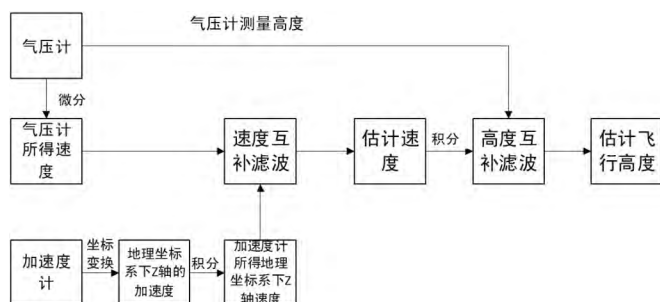 气压计测量高度
气压计
微分
气压计
所得速
度
速度互
补滤波
估计速
度
积分
高度互
补滤波
估计飞
行高度
加速度
计
坐标
变换
地理坐标
系下Z轴的
加速度
积分
加速度计
所得地理
坐标系下Z
轴速度